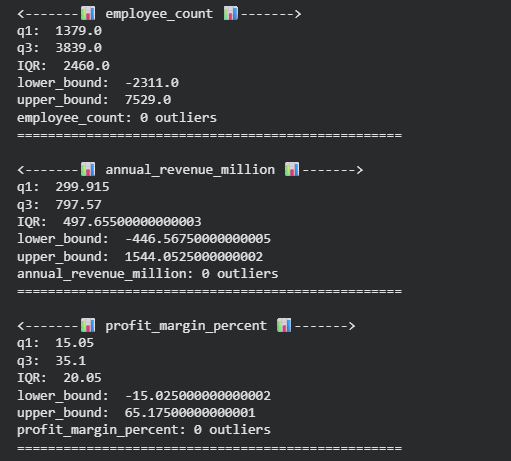 <-------📊 employee_count 📊------->
q1:  1379.0
q3:  3839.0
IQR:  2460.0
lower_bound:  -2311.0
upper_bound:  7529.0
employee_count: 0 outliers
==================================================
<-------📊 annual_revenue_million 📊------->
q1:  299.915
q3:  797.57
IQR:  497.65500000000003
lower_bound:  -446.56750000000005
upper_bound:  1544.0525000000002
annual_revenue_million: 0 outliers
==================================================
<-------📊 profit_margin_percent 📊------->
q1:  15.05
q3:  35.1
IQR:  20.05
lower_bound:  -15.025000000000002
upper_bound:  65.17500000000001
profit_margin_percent: 0 outliers
==================================================